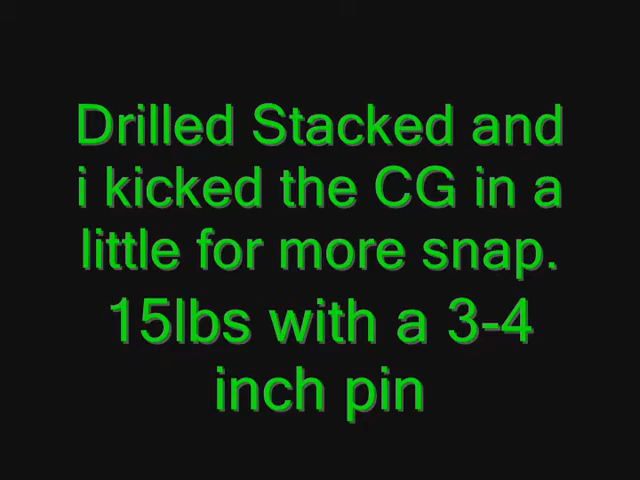 Drilled Stacked and
i kicked the CG in a
little for more snap.
15lbs with a 3-4
inch pin